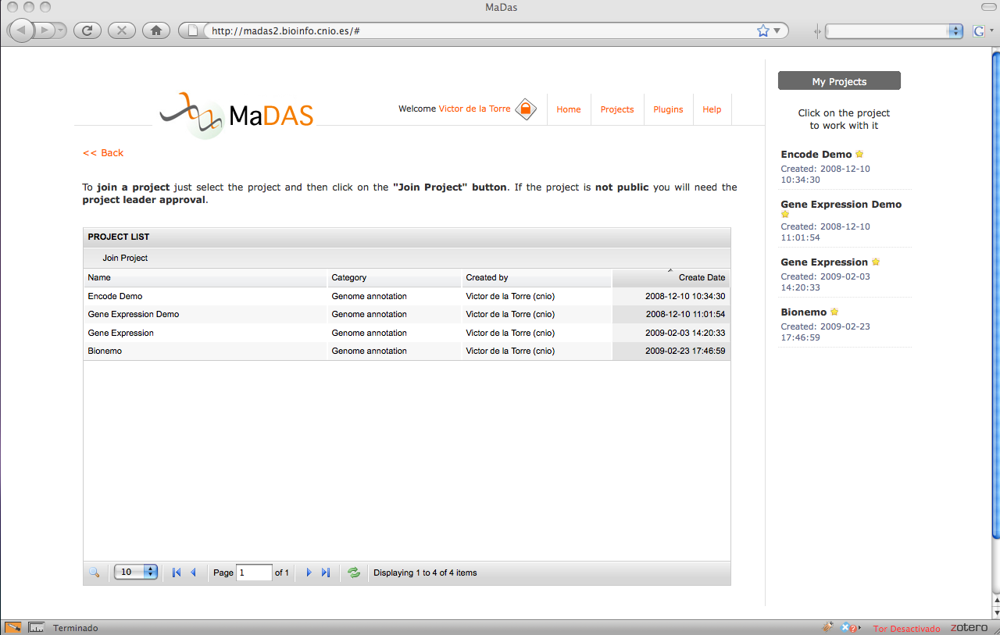 MaDas
http://madas2.bioinfo.cnio.es/#
G
MaDAS
Welcome Victor de la Torre
Home
Projects
Plugins
Help
<< Back
To join a project just select the project and then click on the "Join Project" button. If the project is not public you will need the
project leader approval.
PROJECT LIST
Join Project
Name Category Created by Create Date
Encode Demo Genome annotation Victor de la Torre (cnio) 2008-12-10 10:34:30
Gene Expression Demo Genome annotation Victor de la Torre (cnio) 2008-12-10 11:01:54
Gene Expression Genome annotation Victor de la Torre (cnio) 2009-02-03 14:20:33
Bionemo Genome annotation Victor de la Torre (cnio) 2009-02-23 17:46:59
10 Page 1 of 1 Displaying 1 to 4 of 4 items
My Projects
Click on the project
to work with it
Encode Demo
Created: 2008-12-10
10:34:30
Gene Expression Demo
Created: 2008-12-10
11:01:54
Gene Expression
Created: 2009-02-03
14:20:33
Bionemo
Created: 2009-02-23
17:46:59
Terminado
Tor Desactivado
zotero